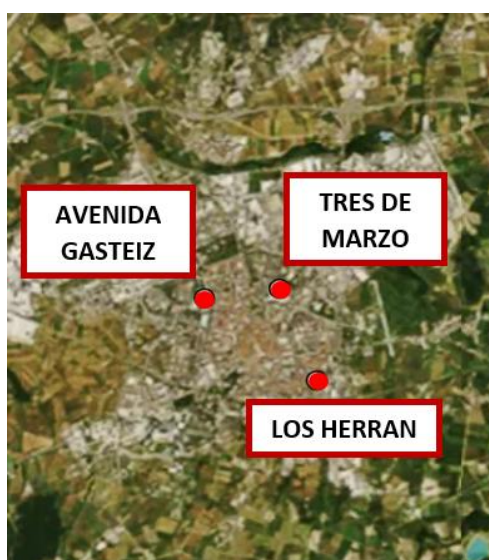 AVENIDA
GASTEIZ
TRES DE
MARZO
LOS HERRAN